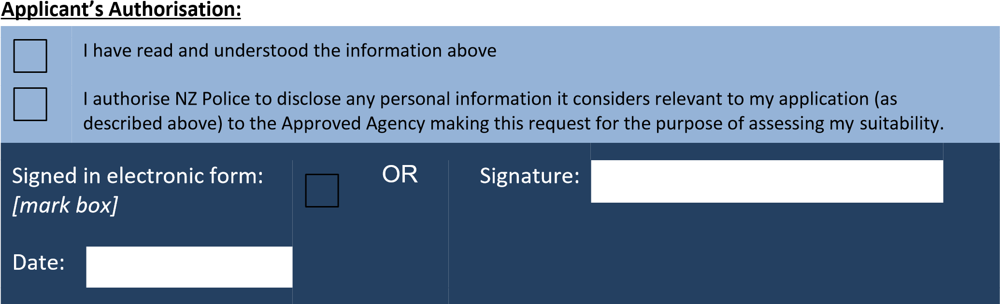 Applicant’s Authorisation:
I have read and understood the information above
I authorise NZ Police to disclose any personal information it considers relevant to my application (as
described above) to the Approved Agency making this request for the purpose of assessing my suitability.
Signed in electronic form:
[mark box]
OR
Signature:
Date: